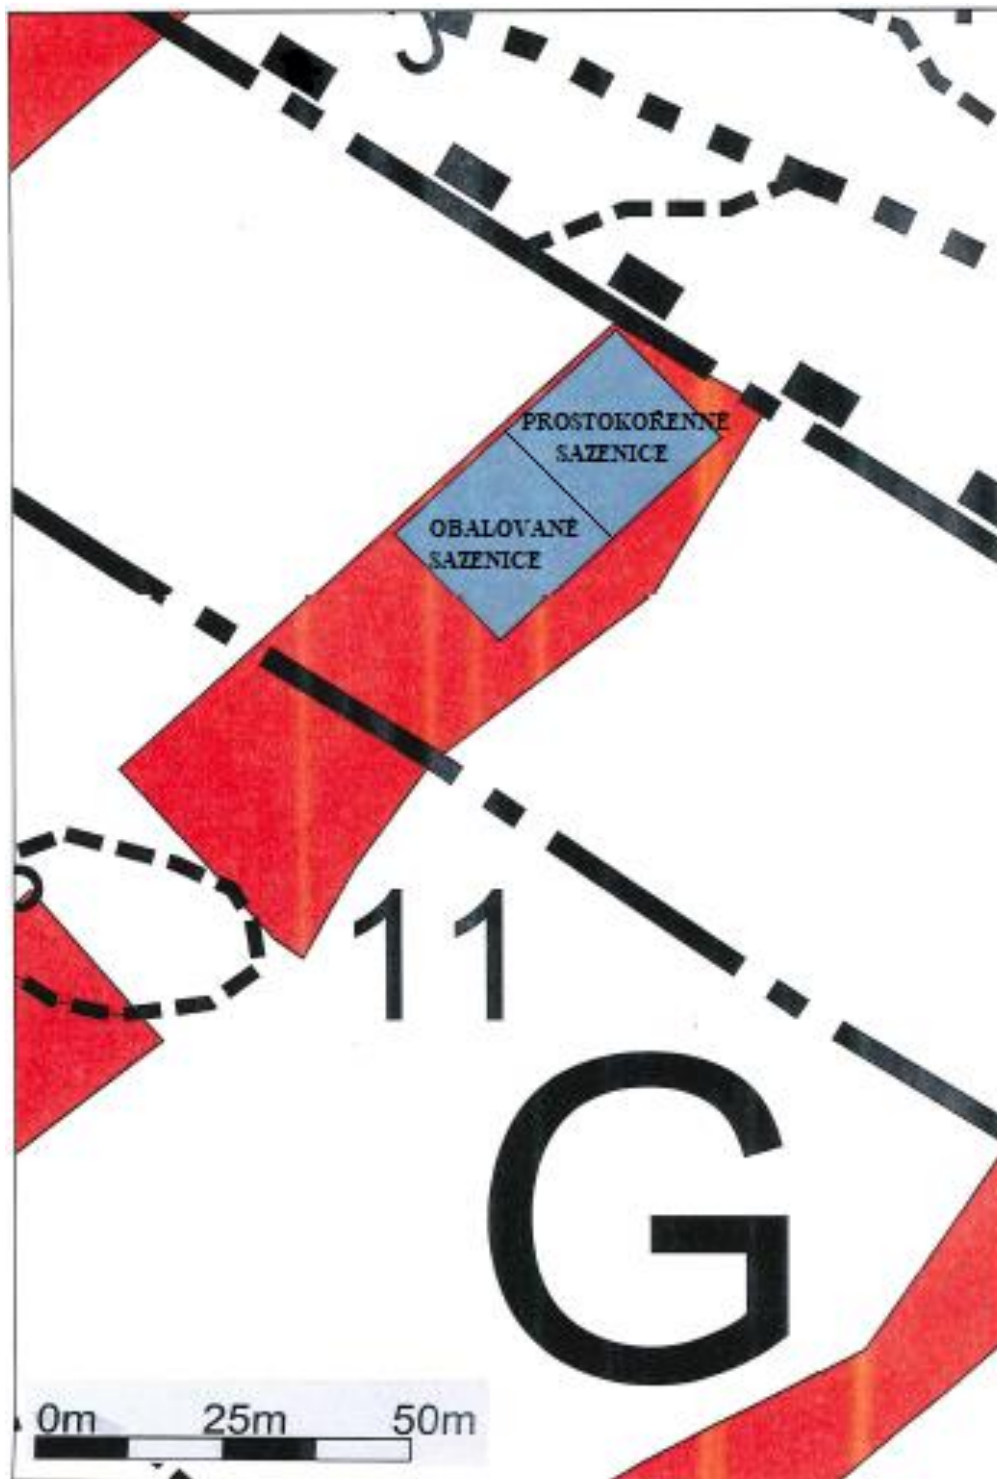 PROSTOKOŘENNÉ
SAZENICE
OBALOVANÉ
SAZENICE
11
G
0m 25m 50m